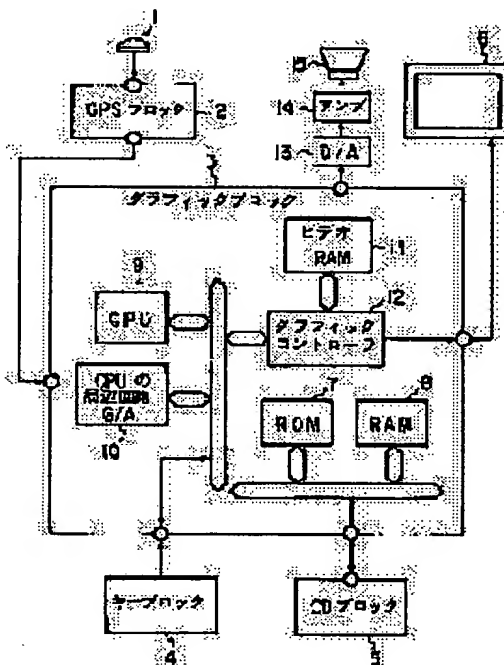 1
GPSブロック
2
3
グラフィックブロック
15
14
アンプ
13
D/A
6
ビデオ
RAM
11
9
CPU
12
グラフィック
コントローラ
CPUの
周辺回路
G/A
10
7
ROM
8
RAM
キーブロック
4
CDブロック
5